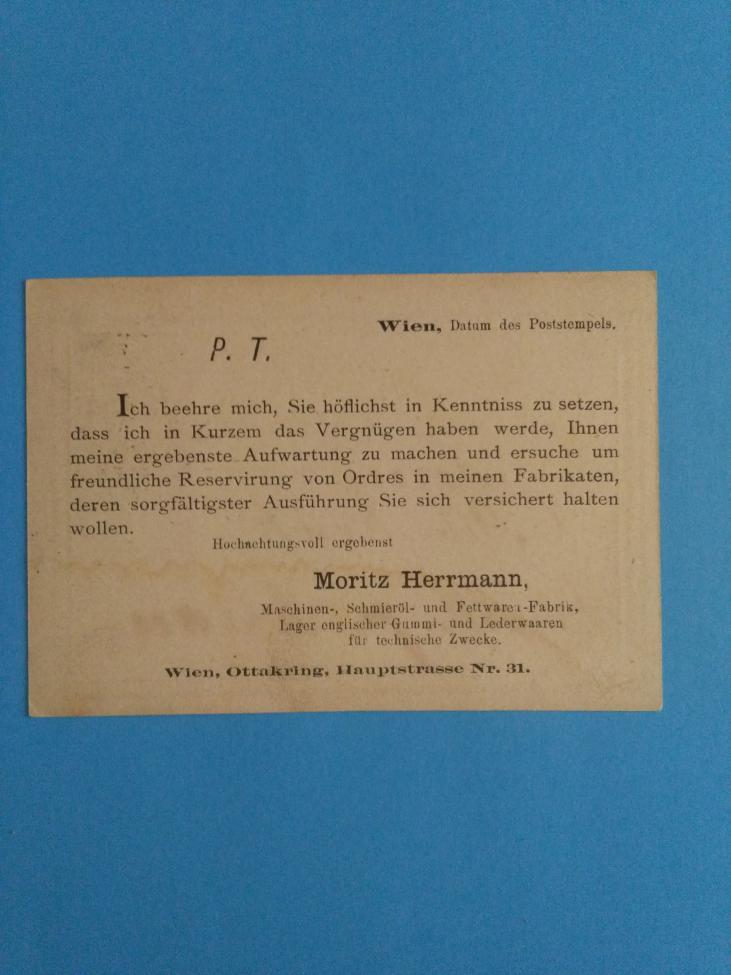 Wien, Datum des Poststempels.
P. T.
Ich beehre mich, Sie höflichst in Kenntniss zu setzen,
dass ich in Kurzem das Vergnügen haben werde, Ihnen
meine ergebenste Aufwartung zu machen und ersuche um
freundliche Reservirung von Ordres in meinen Fabrikaten,
deren sorgfältigster Ausführung Sie sich versichert halten
wollen.
Hochachtungsvoll ergebenst
Moritz Herrmann,
Maschinen-, Schmieröl- und Fettwaren-Fabrik,
Lager englischer Gummi- und Lederwaaren
für technische Zwecke.
Wien, Ottakring, Hauptstrasse Nr. 31.